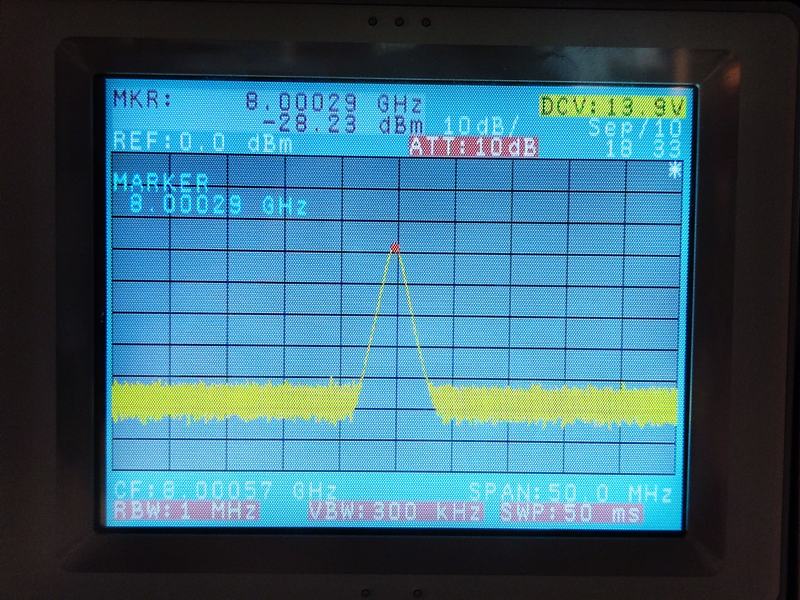 MKR: 8.00029 GHz DCV:13.9V
-28.23 dBm 10dB/ Sep/10
REF:0.0 dBm ATT:10dB 18 33
*
MARKER
8.00029 GHz
CF:8.00057 GHz SPAN:50.0 MHz
RBW:1 MHz VBW:300 kHz SWP:50 ms